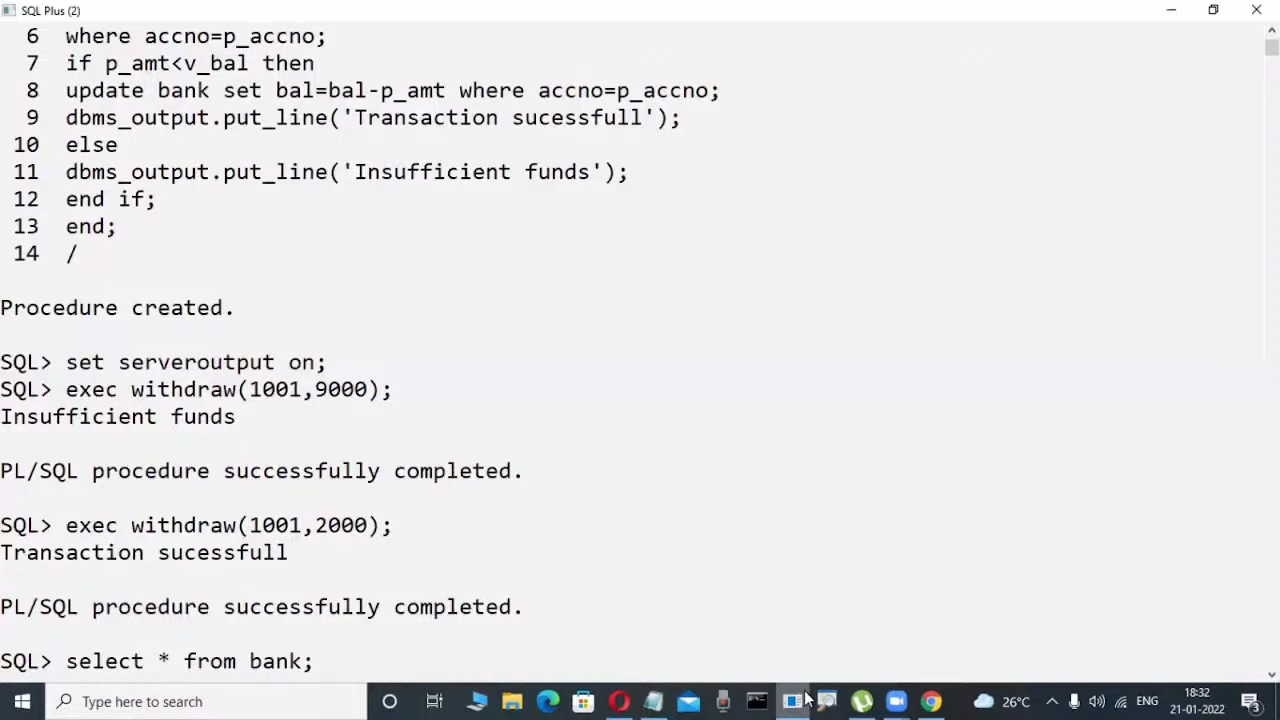 SQL Plus (2)
6 where accno=p_accno;
7 if p_amt<v_bal then
8 update bank set bal=bal-p_amt where accno=p_accno;
9 dbms_output.put_line('Transaction sucessfull');
10 else
11 dbms_output.put_line('Insufficient funds');
12 end if;
13 end;
14 /
Procedure created.
SQL> set serveroutput on;
SQL> exec withdraw(1001,9000);
Insufficient funds
PL/SQL procedure successfully completed.
SQL> exec withdraw(1001,2000);
Transaction sucessfull
PL/SQL procedure successfully completed.
SQL> select * from bank;
Type here to search
26°C
ENG
18:32
21-01-2022
3